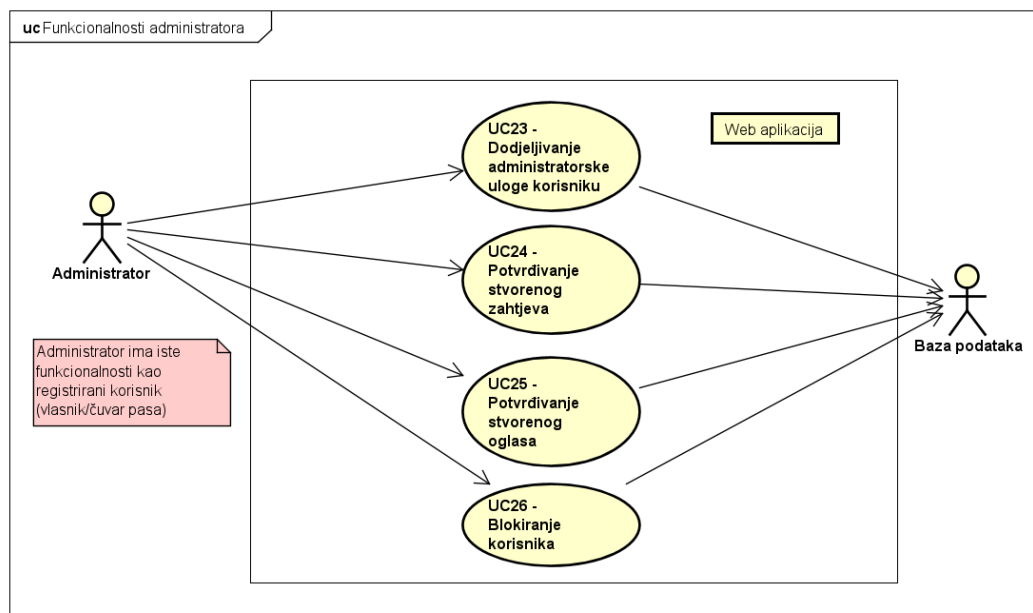 uc Funkcionalnosti administratora
Web aplikacija
UC23 -
Dodjeljivanje
administratorske
uloge korisniku
UC24 -
Potvrđivanje
stvorenog
zahtjeva
Administrator
Baza podataka
Administrator ima iste
funkcionalnosti kao
registrirani korisnik
(vlasnik/čuvar pasa)
UC25 -
Potvrđivanje
stvorenog
oglasa
UC26 -
Blokiranje
korisnika